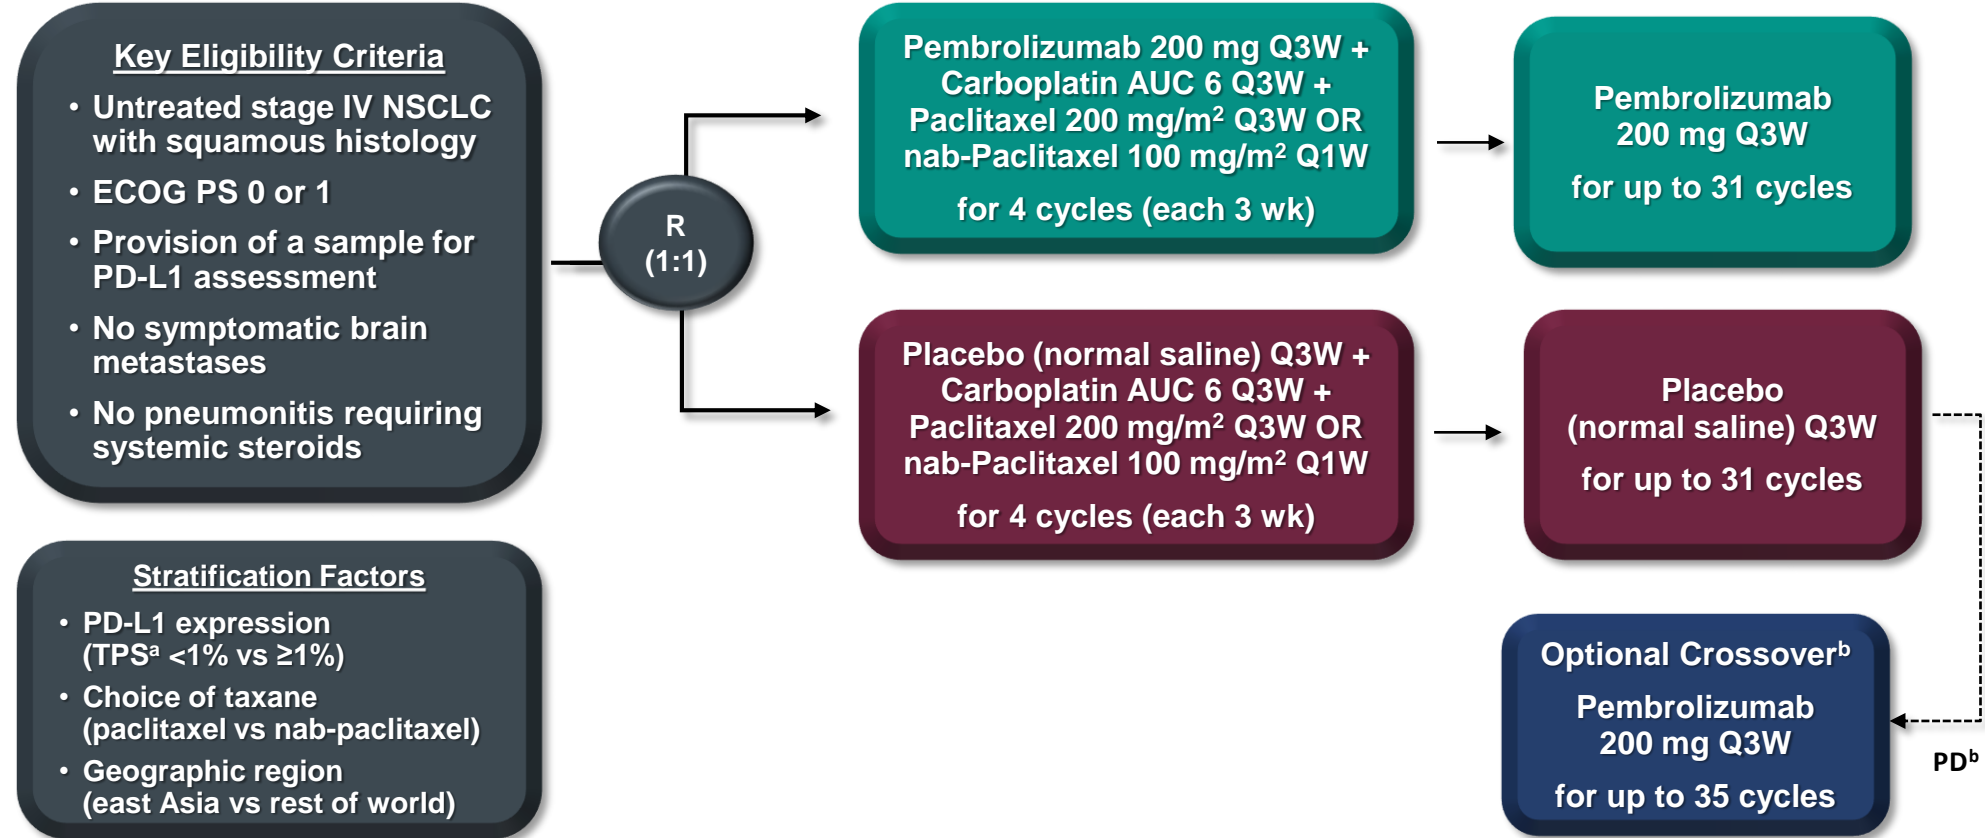 Key Eligibility Criteria
• Untreated stage IV NSCLC
with squamous histology
• ECOG PS 0 or 1
• Provision of a sample for
PD-L1 assessment
• No symptomatic brain
metastases
• No pneumonitis requiring
systemic steroids
Stratification Factors
• PD-L1 expression
(TPSᵃ <1% vs ≥1%)
• Choice of taxane
(paclitaxel vs nab-paclitaxel)
• Geographic region
(east Asia vs rest of world)
R
(1:1)
Pembrolizumab 200 mg Q3W +
Carboplatin AUC 6 Q3W +
Paclitaxel 200 mg/m² Q3W OR
nab-Paclitaxel 100 mg/m² Q1W
for 4 cycles (each 3 wk)
Pembrolizumab
200 mg Q3W
for up to 31 cycles
Placebo (normal saline) Q3W +
Carboplatin AUC 6 Q3W +
Paclitaxel 200 mg/m² Q3W OR
nab-Paclitaxel 100 mg/m² Q1W
for 4 cycles (each 3 wk)
Placebo
(normal saline) Q3W
for up to 31 cycles
PDᵇ
Optional Crossoverᵇ
Pembrolizumab
200 mg Q3W
for up to 35 cycles